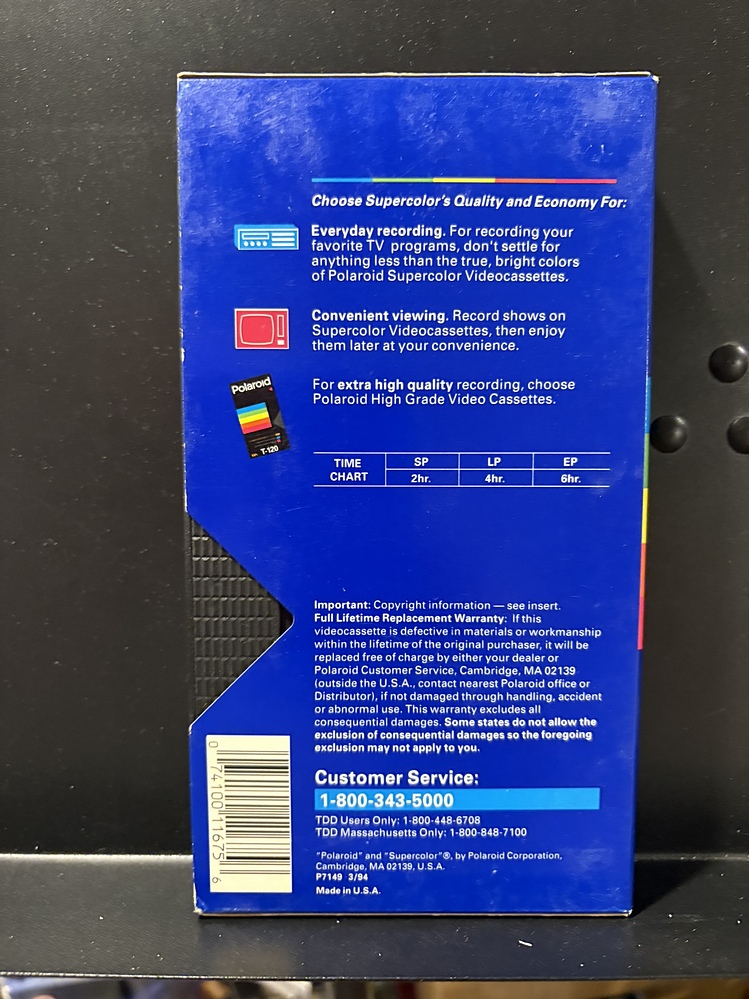 Choose Supercolor's Quality and Economy For:
Everyday recording. For recording your
favorite TV programs, don't settle for
anything less than the true, bright colors
of Polaroid Supercolor Videocassettes.
Convenient viewing. Record shows on
Supercolor Videocassettes, then enjoy
them later at your convenience.
Polaroid
T-120
For extra high quality recording, choose
Polaroid High Grade Video Cassettes.
TIME CHART SP LP EP
2hr. 4hr. 6hr.
Important: Copyright information — see insert.
Full Lifetime Replacement Warranty: If this
videocassette is defective in materials or workmanship
within the lifetime of the original purchaser, it will be
replaced free of charge by either your dealer or
Polaroid Customer Service, Cambridge, MA 02139
(outside the U.S.A., contact nearest Polaroid office or
Distributor), if not damaged through handling, accident
or abnormal use. This warranty excludes all
consequential damages. Some states do not allow the
exclusion of consequential damages so the foregoing
exclusion may not apply to you.
Customer Service:
1-800-343-5000
TDD Users Only: 1-800-448-6708
TDD Massachusetts Only: 1-800-848-7100
"Polaroid" and "Supercolor"®, by Polaroid Corporation,
Cambridge, MA 02139, U.S.A.
P7149 3/94
Made in U.S.A.
0 74100 11675 6